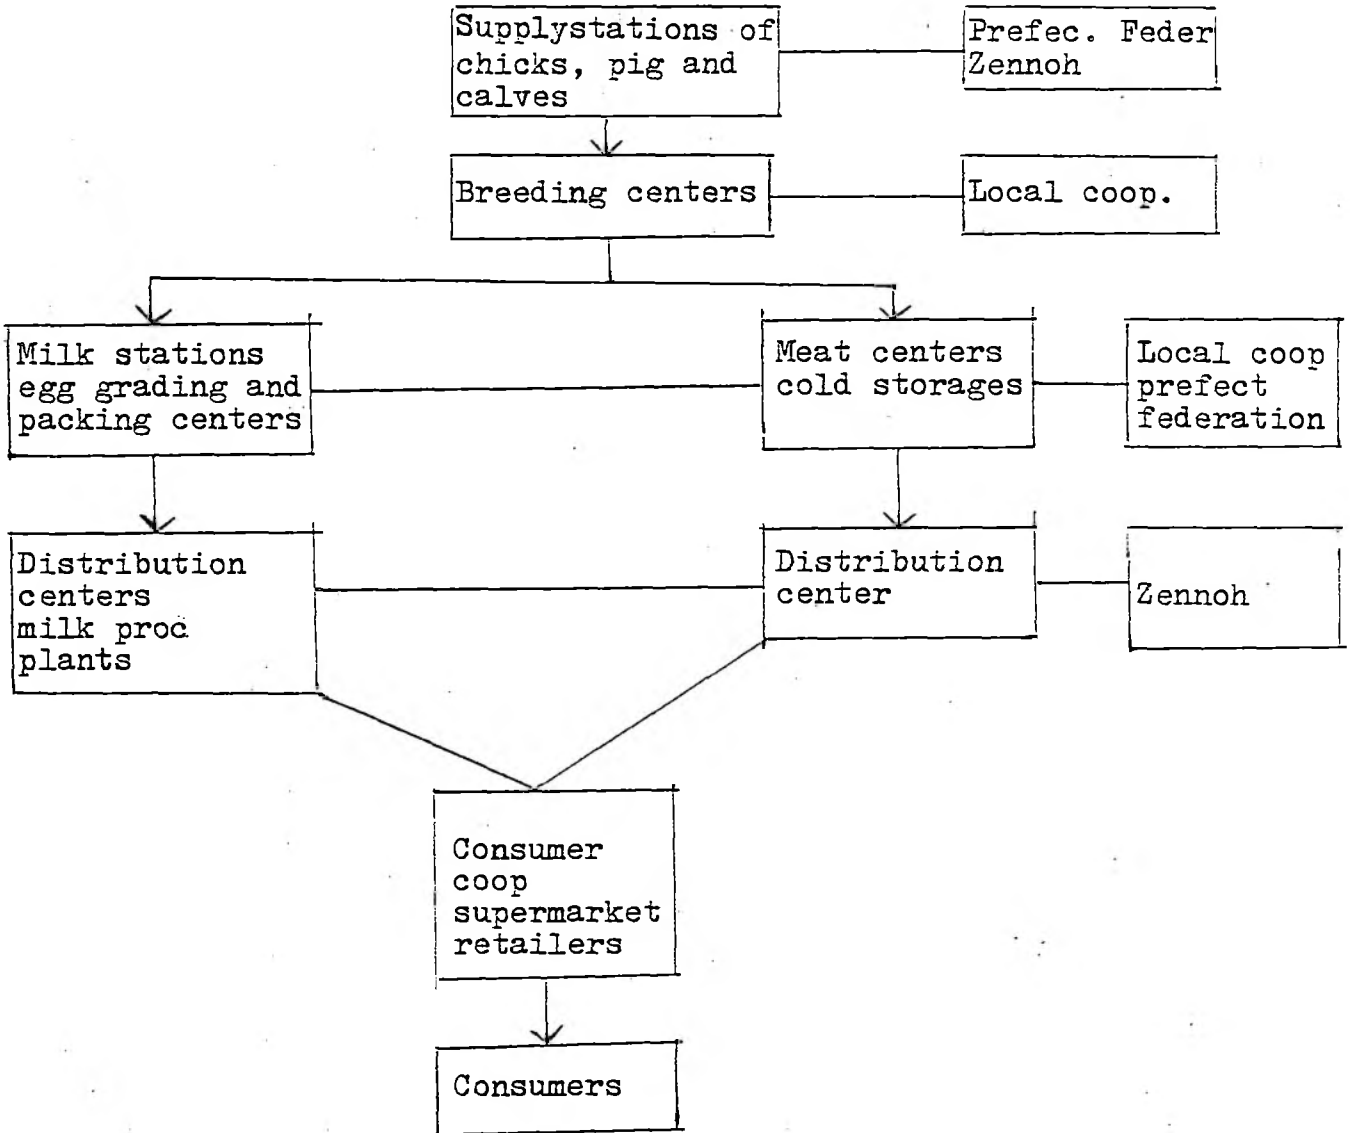 Supplystations of
chicks, pig and
calves
Prefec. Feder
Zennoh
Breeding centers
Local coop.
Milk stations
egg grading and
packing centers
Meat centers
cold storages
Local coop
prefect
federation
Distribution
centers
milk proc
plants
Distribution
center
Zennoh
Consumer
coop
supermarket
retailers
Consumers